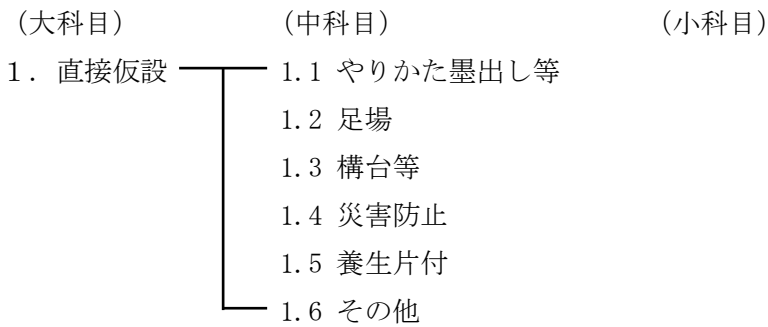 （大科目） （中科目） （小科目）
１．直接仮設 1.1 やりかた墨出し等
1.2 足場
1.3 構台等
1.4 災害防止
1.5 養生片付
1.6 その他